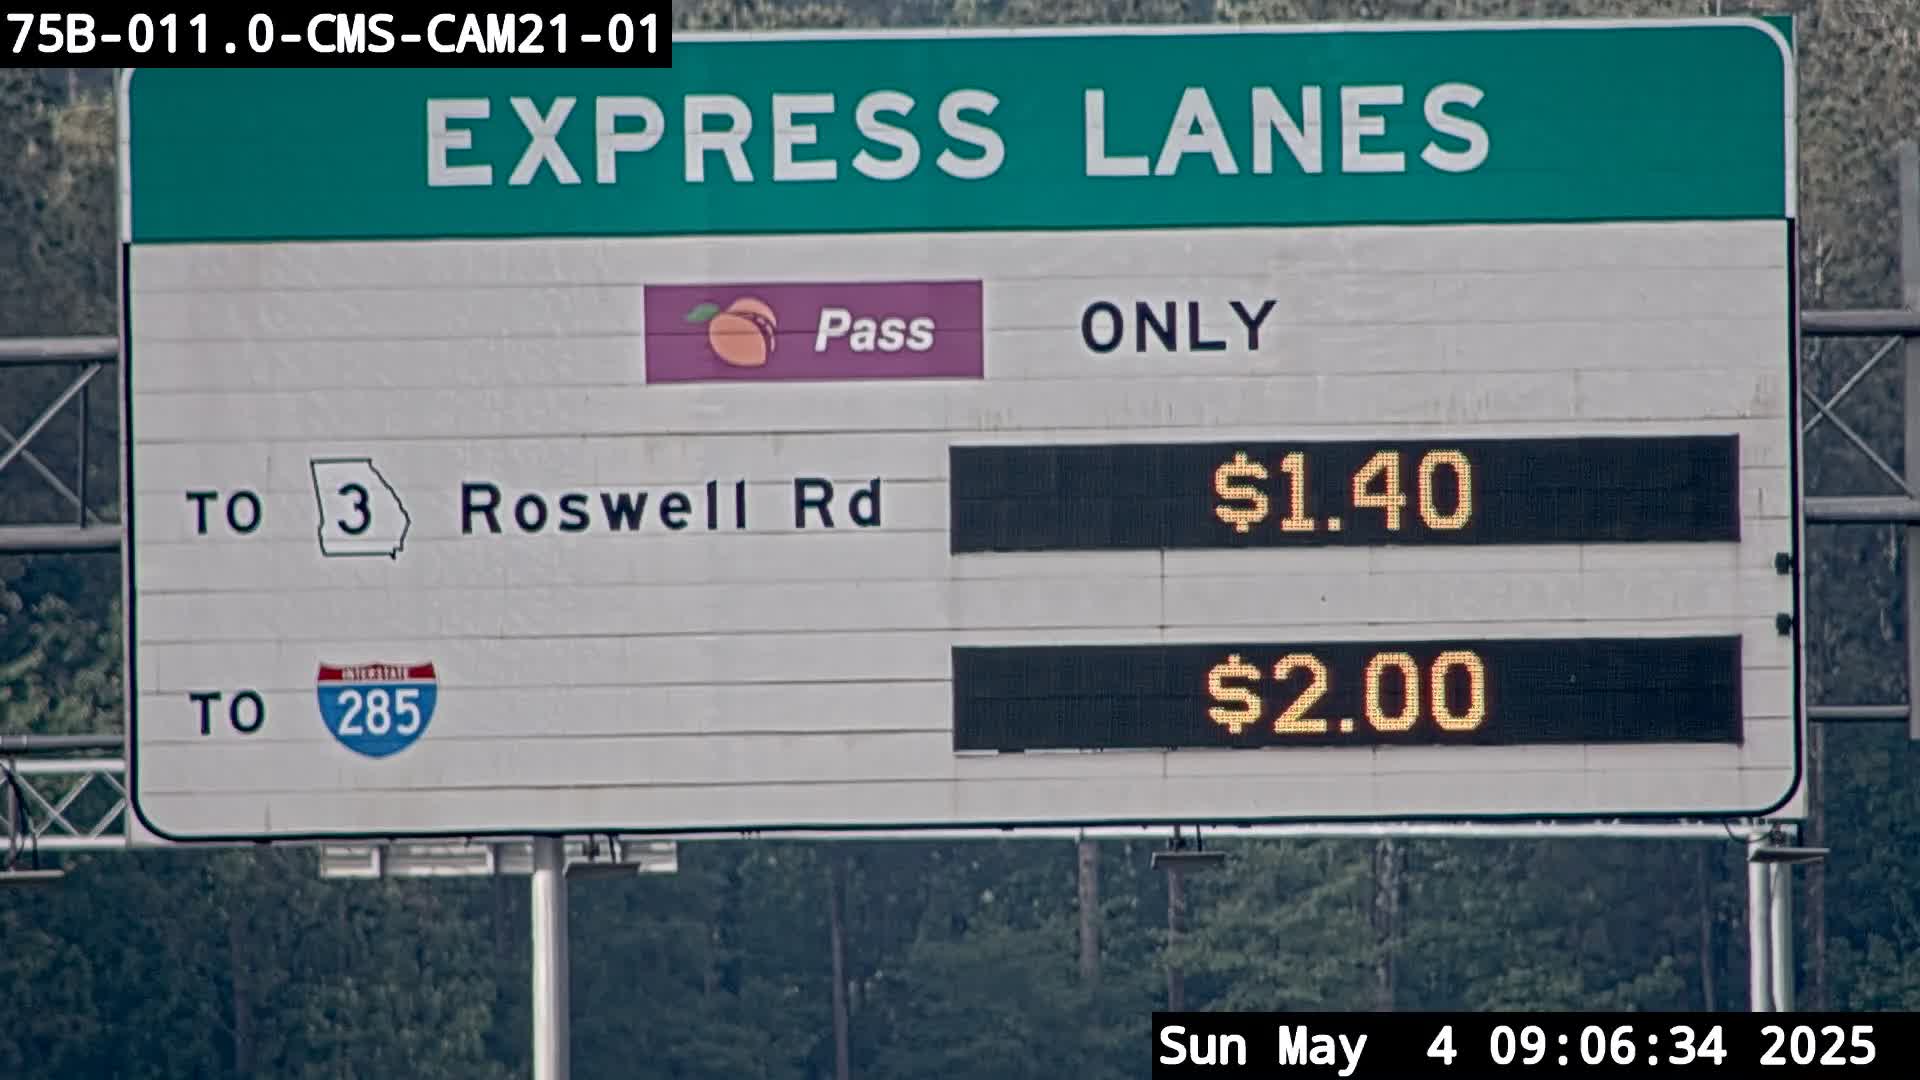 75B-011.0-CMS-CAM21-01
EXPRESS LANES
Pass ONLY
TO 3 Roswell Rd $1.40
TO INTERSTATE 285 $2.00
Sun May 4 09:06:34 2025